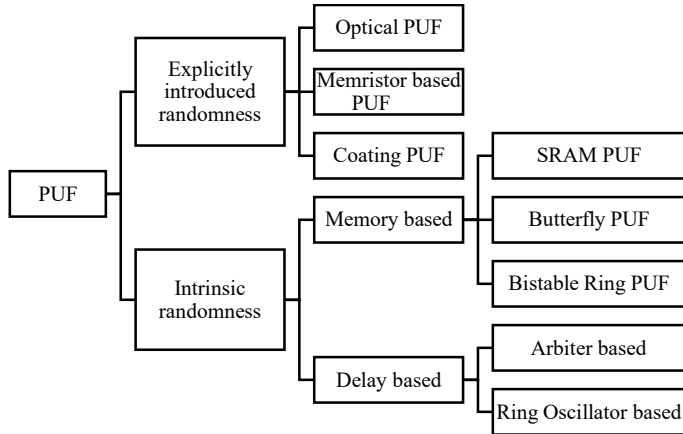 Optical PUF
Explicitly
introduced
randomness
Memristor based
PUF
Coating PUF
SRAM PUF
PUF
Memory based
Butterfly PUF
Intrinsic
randomness
Bistable Ring PUF
Arbiter based
Delay based
Ring Oscillator based